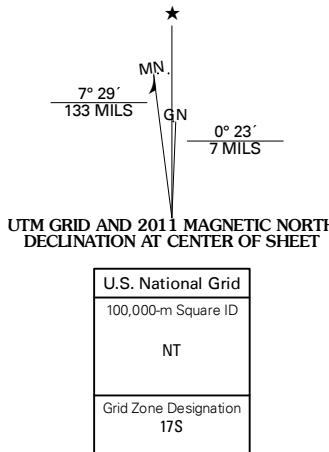 ★
MN.
7° 29´
133 MILS
GN
0° 23´
7 MILS
UTM GRID AND 2011 MAGNETIC NORTH
DECLINATION AT CENTER OF SHEET
U.S. National Grid
100,000-m Square ID
NT
Grid Zone Designation
17S